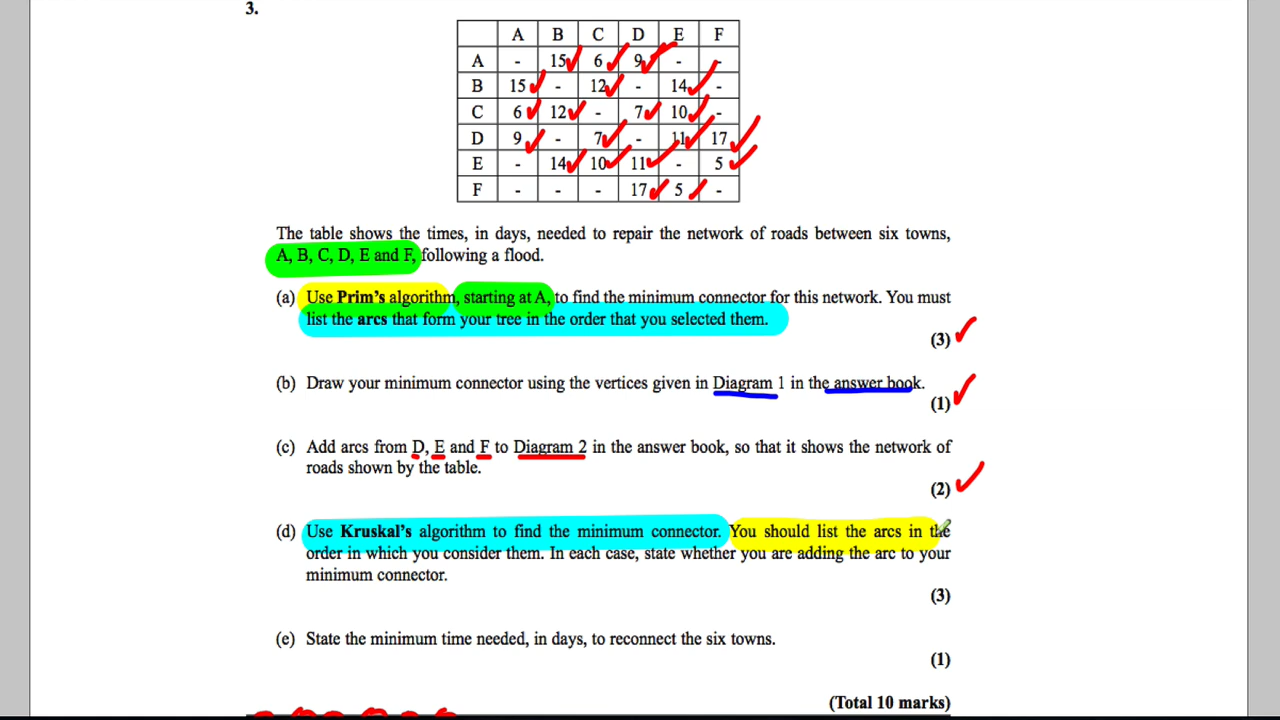 3.
A B C D E F
A - 15 6 9 - -
B 15 - 12 - 14 -
C 6 12 - 7 10 -
D 9 - 7 - 11 17
E - 14 10 11 - 5
F - - - 17 5 -
The table shows the times, in days, needed to repair the network of roads between six towns,
A, B, C, D, E and F, following a flood.
(a) Use Prim's algorithm, starting at A, to find the minimum connector for this network. You must
list the arcs that form your tree in the order that you selected them.
(3)
(b) Draw your minimum connector using the vertices given in Diagram 1 in the answer book.
(1)
(c) Add arcs from D, E and F to Diagram 2 in the answer book, so that it shows the network of
roads shown by the table.
(2)
(d) Use Kruskal's algorithm to find the minimum connector. You should list the arcs in the
order in which you consider them. In each case, state whether you are adding the arc to your
minimum connector.
(3)
(e) State the minimum time needed, in days, to reconnect the six towns.
(1)
(Total 10 marks)